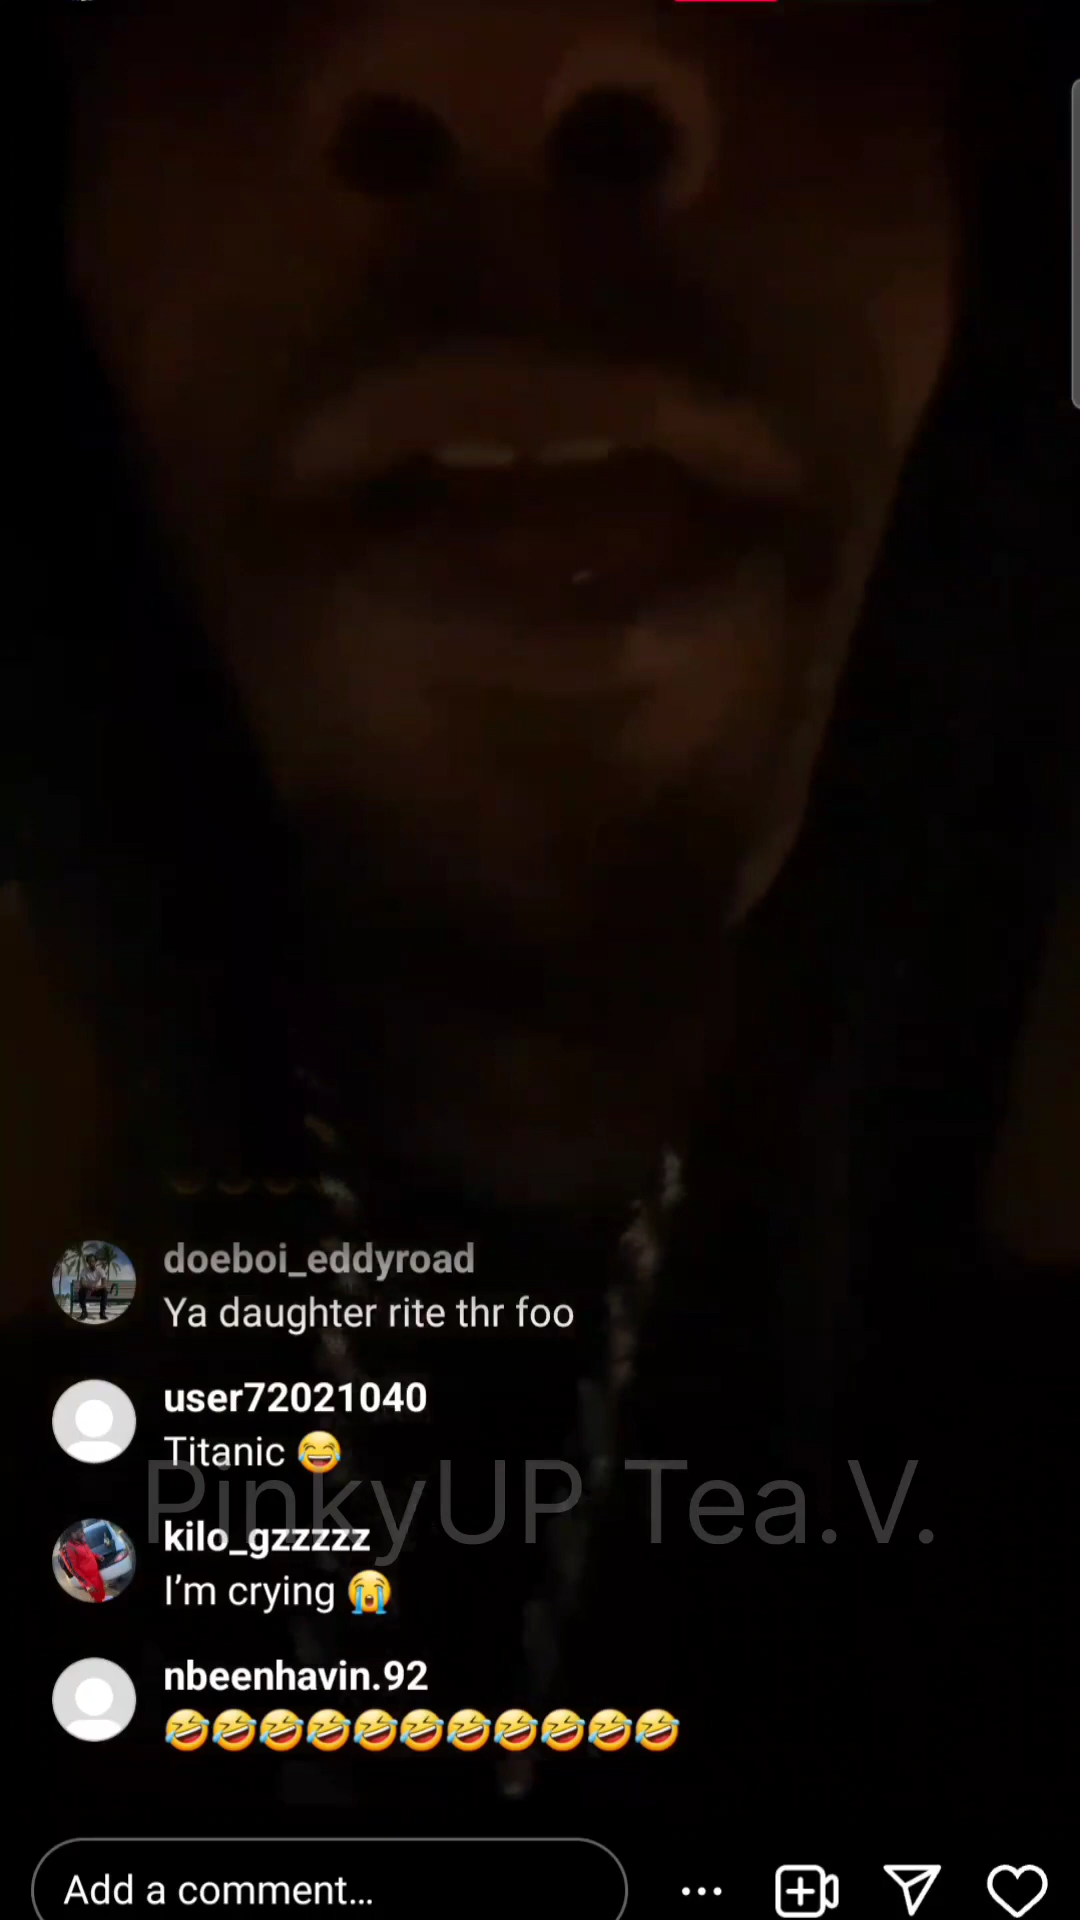 doeboi_eddyroad
Ya daughter rite thr foo
user72021040
Titanic 😂
PinkyUP Tea.V.
kilo_gzzzzz
I’m crying 😭
nbeenhavin.92
🤣🤣🤣🤣🤣🤣🤣🤣🤣🤣🤣
Add a comment...